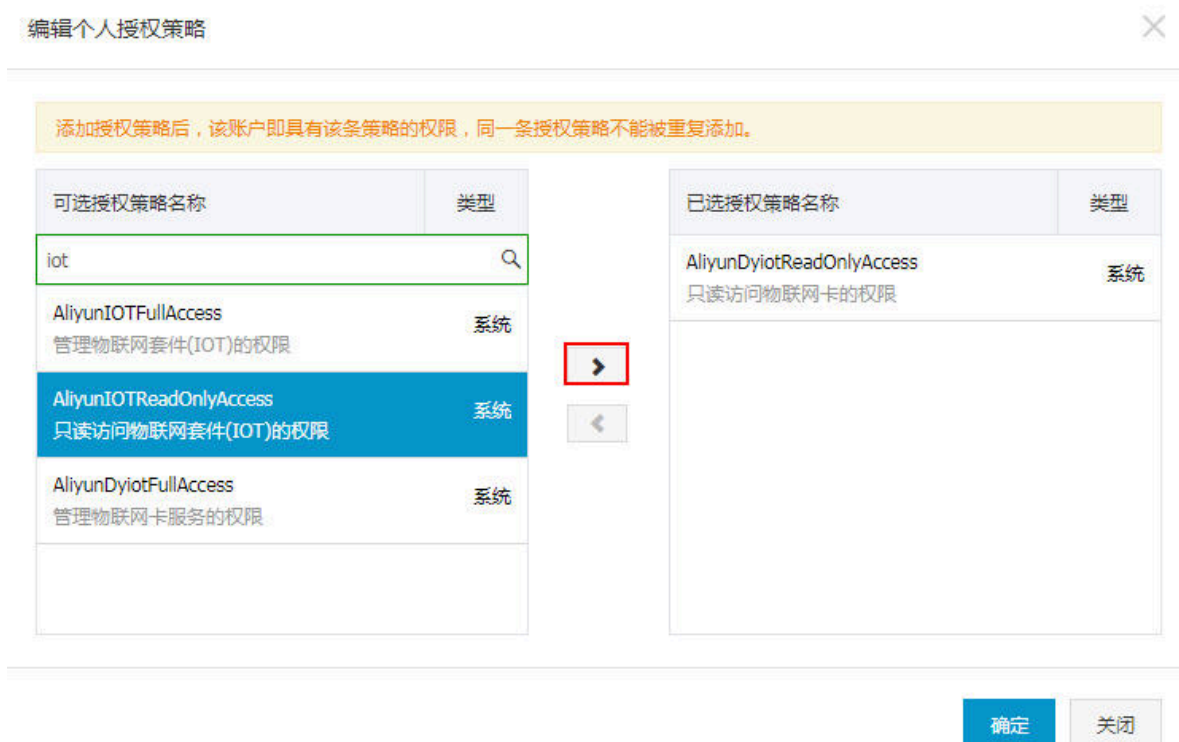 编辑个人授权策略
添加授权策略后，该账户即具有该条策略的权限，同一条授权策略不能被重复添加。
可选授权策略名称 类型
iot
AliyunIOTFullAccess
管理物联网套件(IOT)的权限
系统
AliyunIOTReadOnlyAccess
只读访问物联网套件(IOT)的权限
系统
AliyunDyiotFullAccess
管理物联网卡服务的权限
系统
已选授权策略名称 类型
AliyunDyiotReadOnlyAccess
只读访问物联网卡的权限
系统
确定 关闭